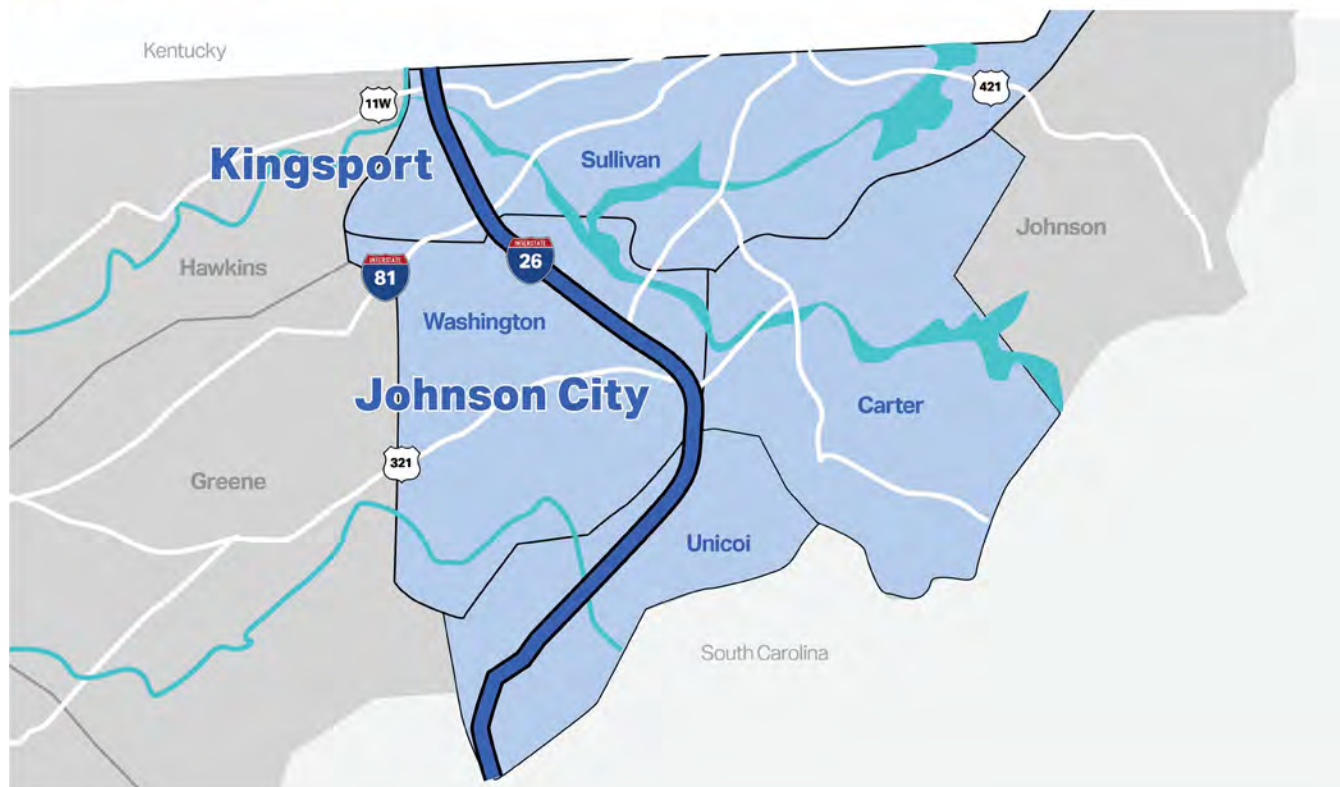 Kentucky
11W
421
Kingsport
Sullivan
Johnson
Hawkins
INTERSTATE
26
INTERSTATE
81
Washington
Johnson City
Carter
321
Greene
Unicoi
South Carolina